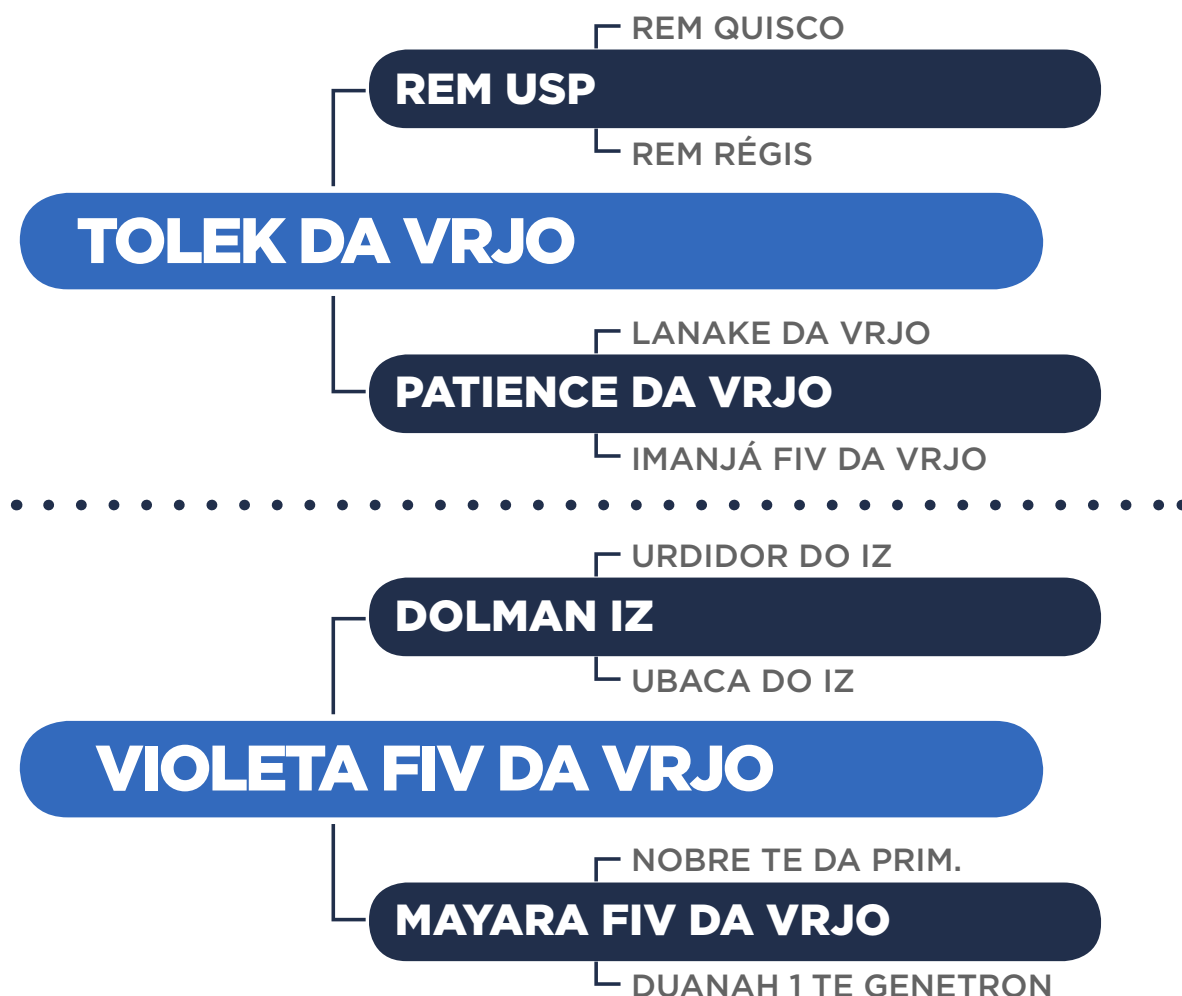 REM QUISCO
REM USP
REM RÉGIS
TOLEK DA VRJO
LANAKE DA VRJO
PATIENCE DA VRJO
IMANJÁ FIV DA VRJO
URDIDOR DO IZ
DOLMAN IZ
UBACA DO IZ
VIOLETA FIV DA VRJO
NOBRE TE DA PRIM.
MAYARA FIV DA VRJO
DUANAH 1 TE GENETRON